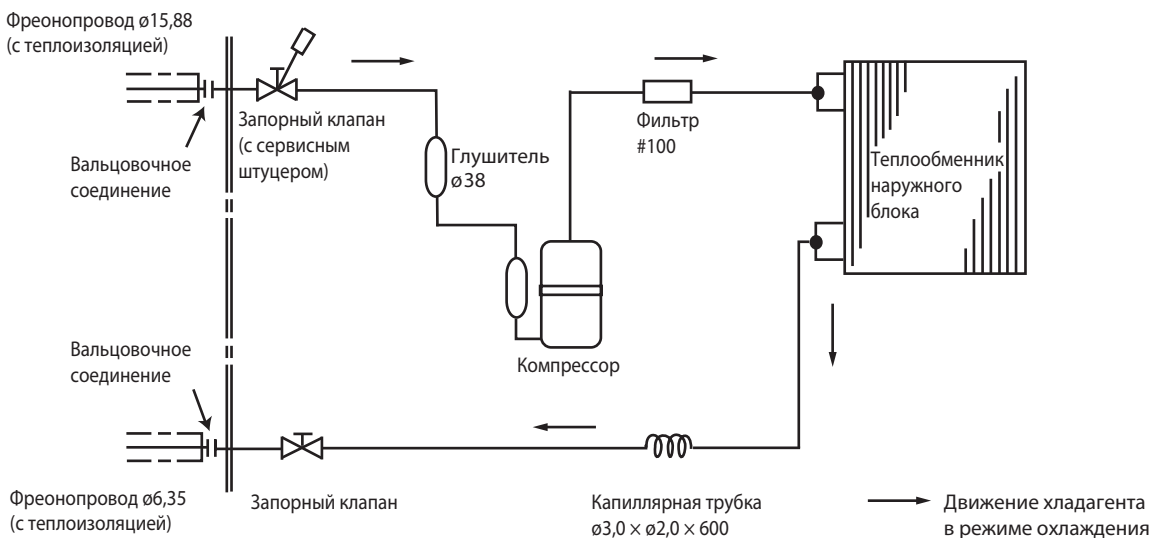 Фреонопровод ø15,88
(с теплоизоляцией)
Вальцовочное
соединение
Запорный клапан
(с сервисным
штуцером)
Глушитель
ø38
Компрессор
Фильтр
#100
Теплообменник
наружного
блока
Вальцовочное
соединение
Фреонопровод ø6,35
(с теплоизоляцией)
Запорный клапан
Капиллярная трубка
ø3,0 × ø2,0 × 600
Движение хладагента
в режиме охлаждения